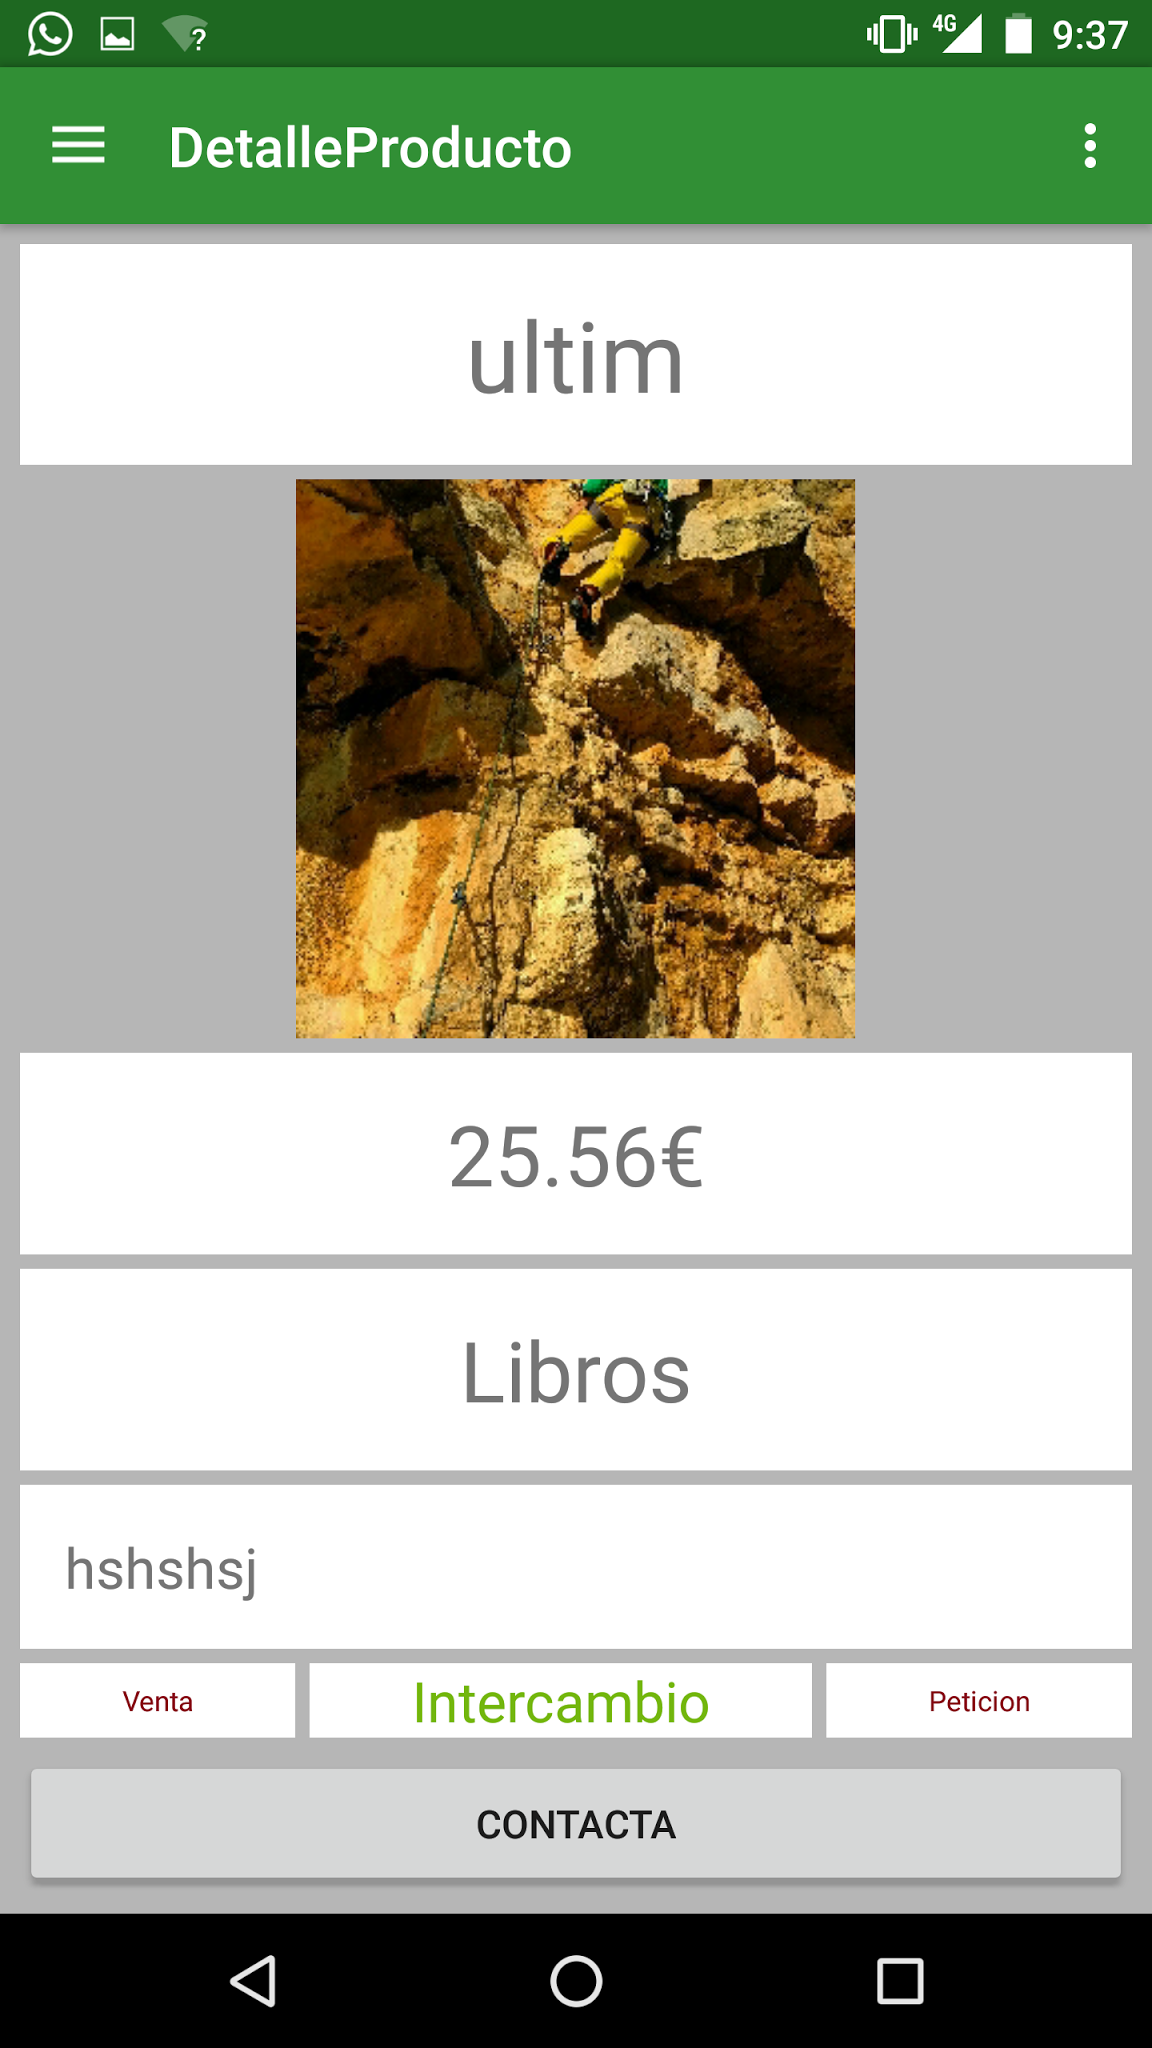 4G 9:37
DetalleProducto
ultim
25.56€
Libros
hshshsj
Venta Intercambio Peticion
CONTACTA